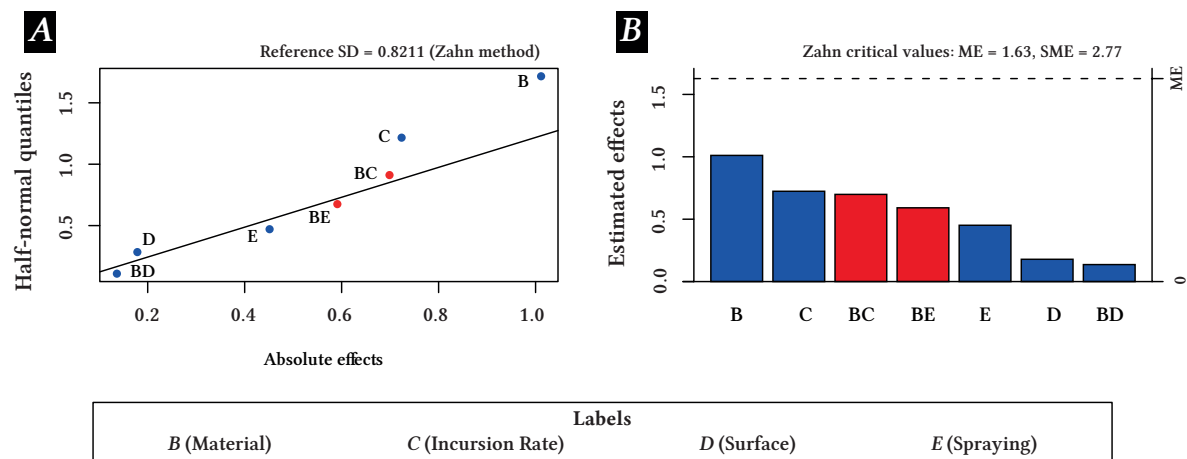 A
Reference SD = 0.8211 (Zahn method)
Half-normal quantiles
1.5
1.0
0.5
B
C
BC
BE
E
D
BD
0.2 0.4 0.6 0.8 1.0
Absolute effects
B
Zahn critical values: ME = 1.63, SME = 2.77
Estimated effects
1.5
1.0
0.5
0.0
ME
0
B C BC BE E D BD
Labels
B (Material) C (Incursion Rate) D (Surface) E (Spraying)